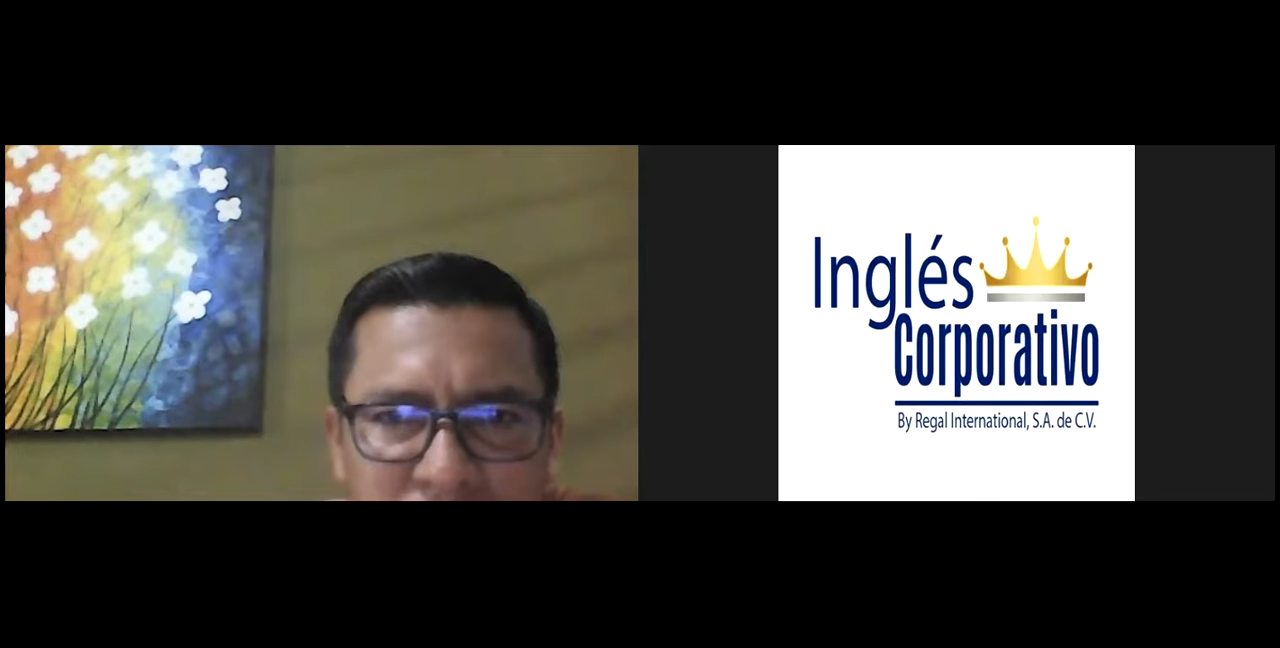 Inglés
Corporativo
By Regal International, S.A. de C.V.